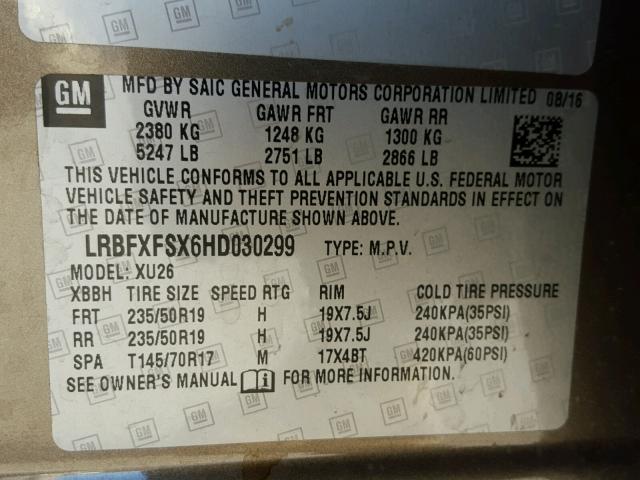 GM
MFD BY SAIC GENERAL MOTORS CORPORATION LIMITED 08/16
GVWR GAWR FRT GAWR RR
2380 KG 1248 KG 1300 KG
5247 LB 2751 LB 2866 LB
THIS VEHICLE CONFORMS TO ALL APPLICABLE U.S. FEDERAL MOTOR
VEHICLE SAFETY AND THEFT PREVENTION STANDARDS IN EFFECT ON
THE DATE OF MANUFACTURE SHOWN ABOVE.
LRBFXFSX6HD030299 TYPE: M.P.V.
MODEL: XU26
XBBH TIRE SIZE SPEED RTG RIM COLD TIRE PRESSURE
FRT 235/50R19 H 19X7.5J 240KPA(35PSI)
RR 235/50R19 H 19X7.5J 240KPA(35PSI)
SPA T145/70R17 M 17X4BT 420KPA(60PSI)
SEE OWNER'S MANUAL FOR MORE INFORMATION.